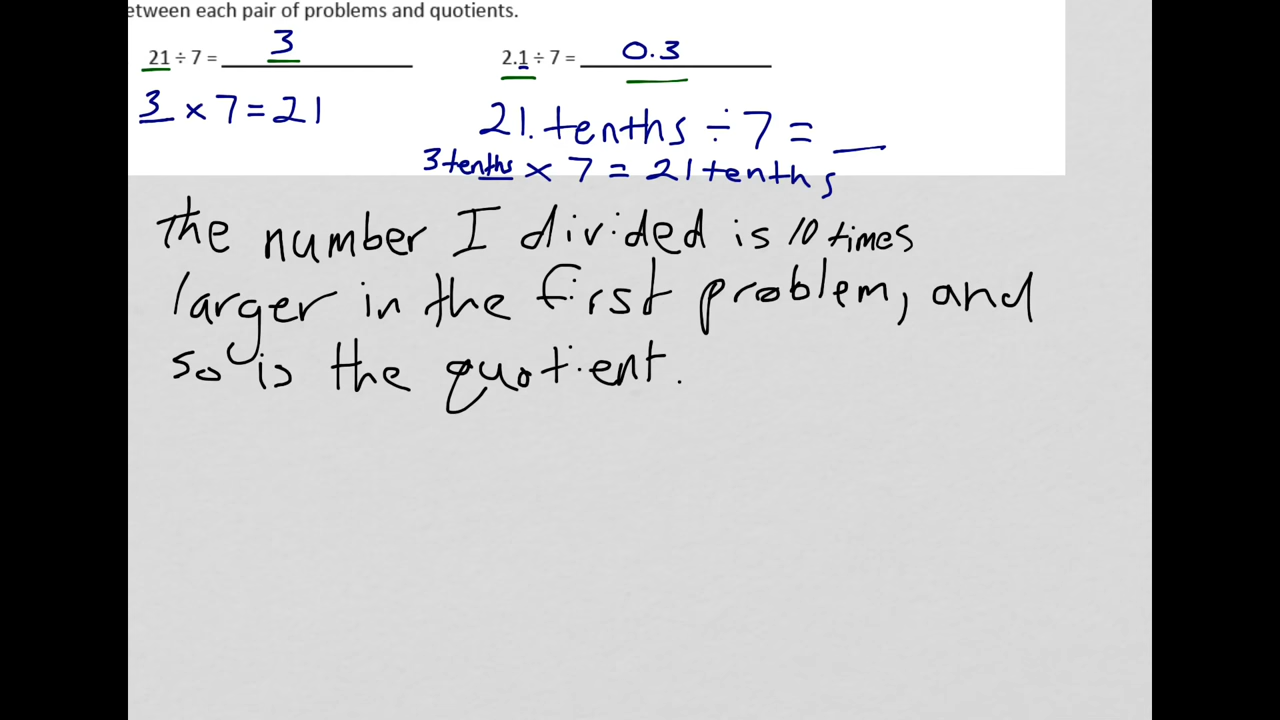 etween each pair of problems and quotients.
21 ÷ 7 = 3 2.1 ÷ 7 = 0.3
3 × 7 = 21 21. tenths ÷ 7 = __
3 tenths × 7 = 21 tenths
the number I divided is 10 times
larger in the first problem, and
so is the quotient.